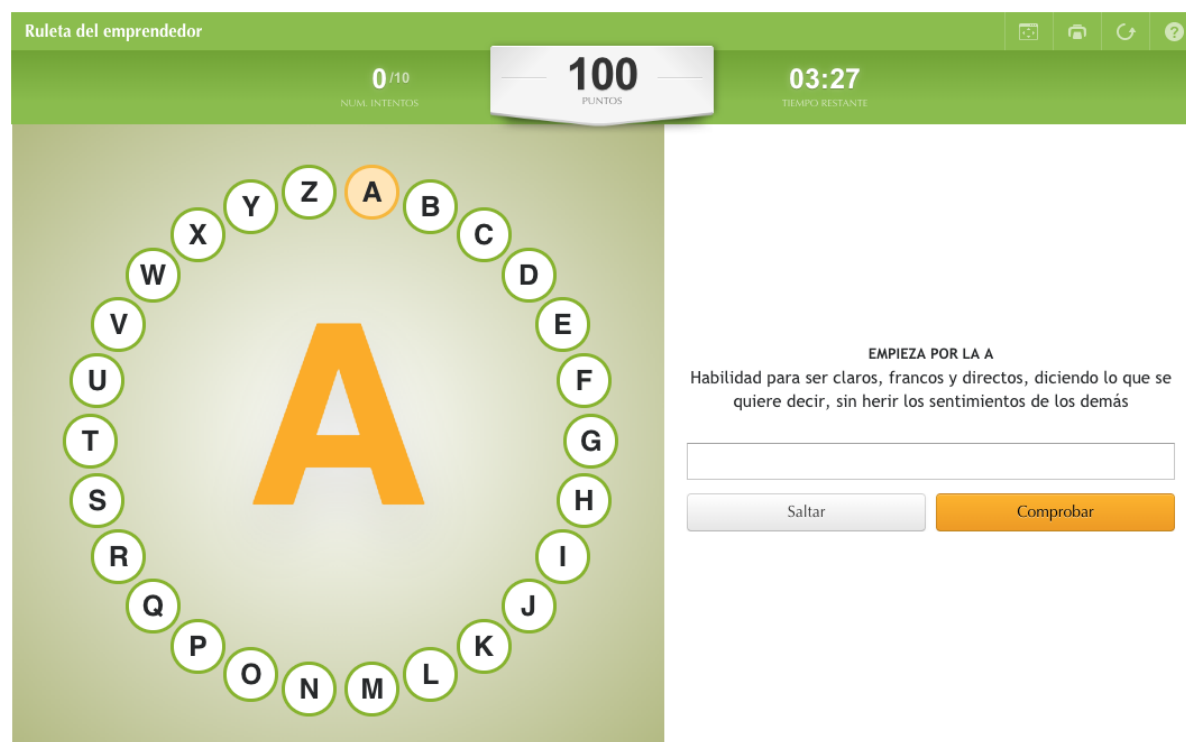 Ruleta del emprendedor
?
0/10
NUM. INTENTOS
100
PUNTOS
03:27
TIEMPO RESTANTE
A
B
C
D
E
F
G
H
I
J
K
L
M
N
O
P
Q
R
S
T
U
V
W
X
Y
Z
A
EMPIEZA POR LA A
Habilidad para ser claros, francos y directos, diciendo lo que se
quiere decir, sin herir los sentimientos de los demás
Saltar
Comprobar